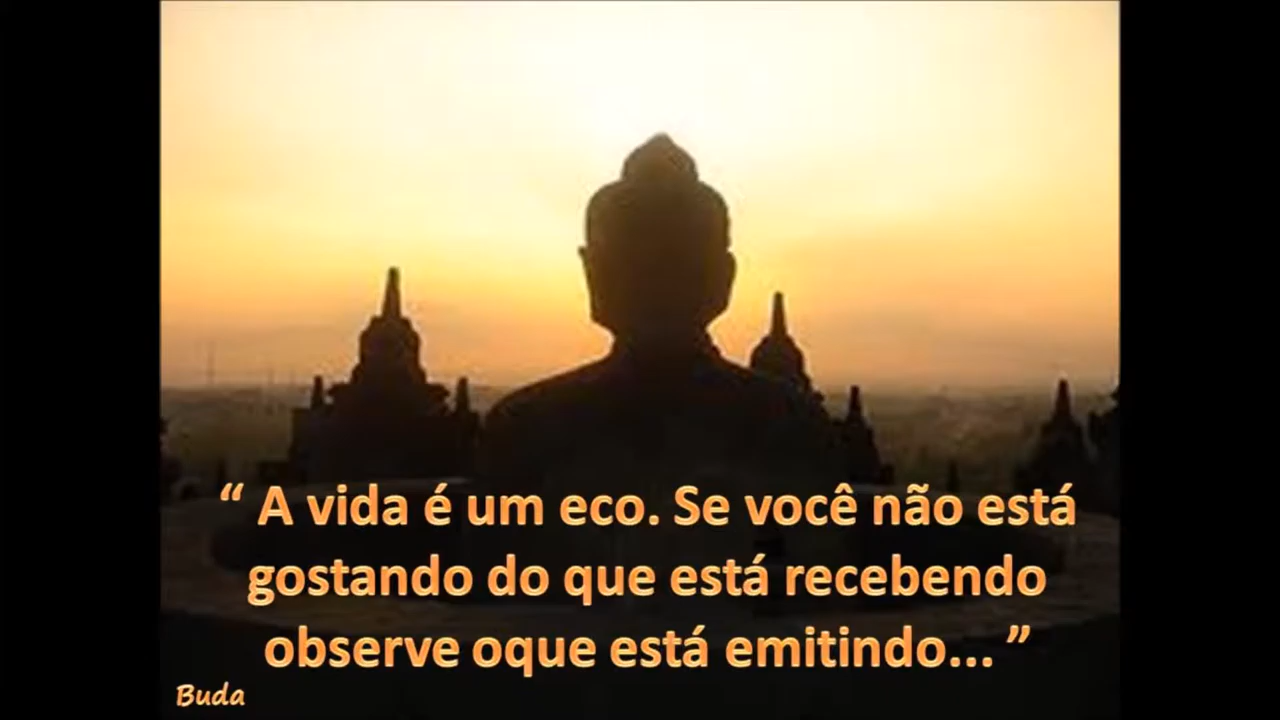 “ A vida é um eco. Se você não está
gostando do que está recebendo
observe oque está emitindo... ”
Buda